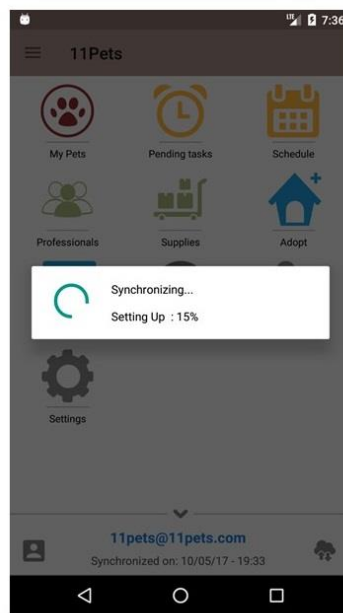 LTE 7:36
11Pets
My Pets Pending tasks Schedule
Professionals Supplies Adopt
Synchronizing...
Setting Up : 15%
Settings
11pets@11pets.com
Synchronized on: 10/05/17 - 19:33